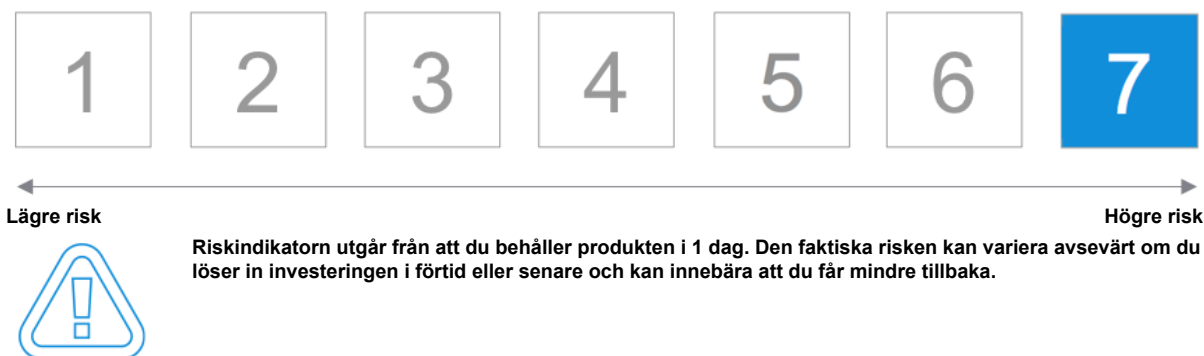 1 2 3 4 5 6 7
Lägre risk Högre risk
Riskindikatorn utgår från att du behåller produkten i 1 dag. Den faktiska risken kan variera avsevärt om du
löser in investeringen i förtid eller senare och kan innebära att du får mindre tillbaka.